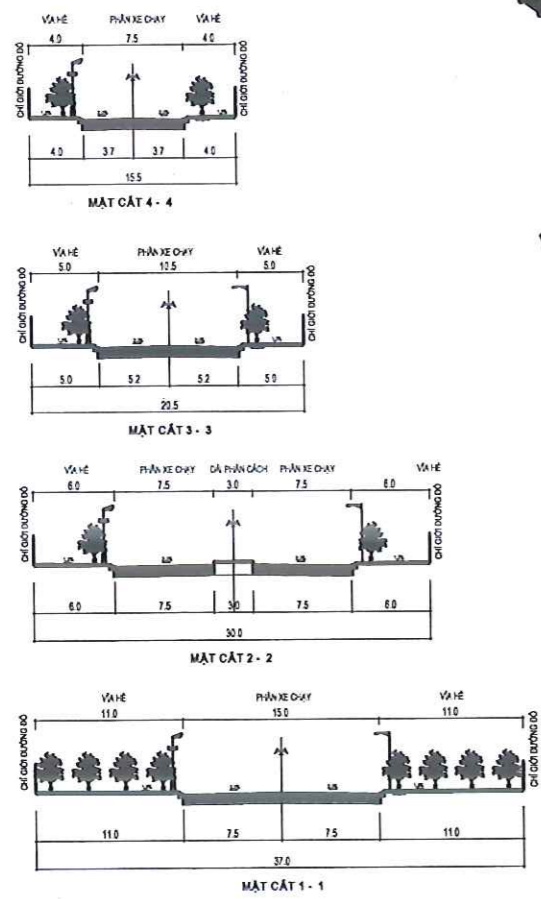 VỈA HÈ PHẦN XE CHẠY VỈA HÈ
4.0 7.5 4.0
CHỈ GIỚI ĐƯỜNG ĐỎ CHỈ GIỚI ĐƯỜNG ĐỎ
4.0 3.7 3.7 4.0
15.5
MẶT CẮT 4 - 4
VỈA HÈ PHẦN XE CHẠY VỈA HÈ
5.0 10.5 5.0
CHỈ GIỚI ĐƯỜNG ĐỎ CHỈ GIỚI ĐƯỜNG ĐỎ
5.0 5.2 5.2 5.0
20.5
MẶT CẮT 3 - 3
VỈA HÈ PHẦN XE CHẠY DẢI PHÂN CÁCH PHẦN XE CHẠY VỈA HÈ
6.0 7.5 3.0 7.5 6.0
CHỈ GIỚI ĐƯỜNG ĐỎ CHỈ GIỚI ĐƯỜNG ĐỎ
6.0 7.5 3.0 7.5 6.0
30.0
MẶT CẮT 2 - 2
VỈA HÈ PHẦN XE CHẠY VỈA HÈ
11.0 15.0 11.0
CHỈ GIỚI ĐƯỜNG ĐỎ CHỈ GIỚI ĐƯỜNG ĐỎ
11.0 7.5 7.5 11.0
37.0
MẶT CẮT 1 - 1